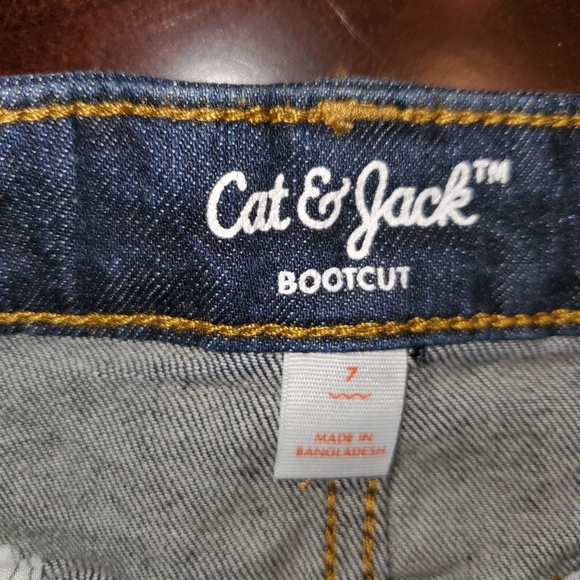 Cat & Jack™
BOOTCUT
7
MADE IN
BANGLADESH